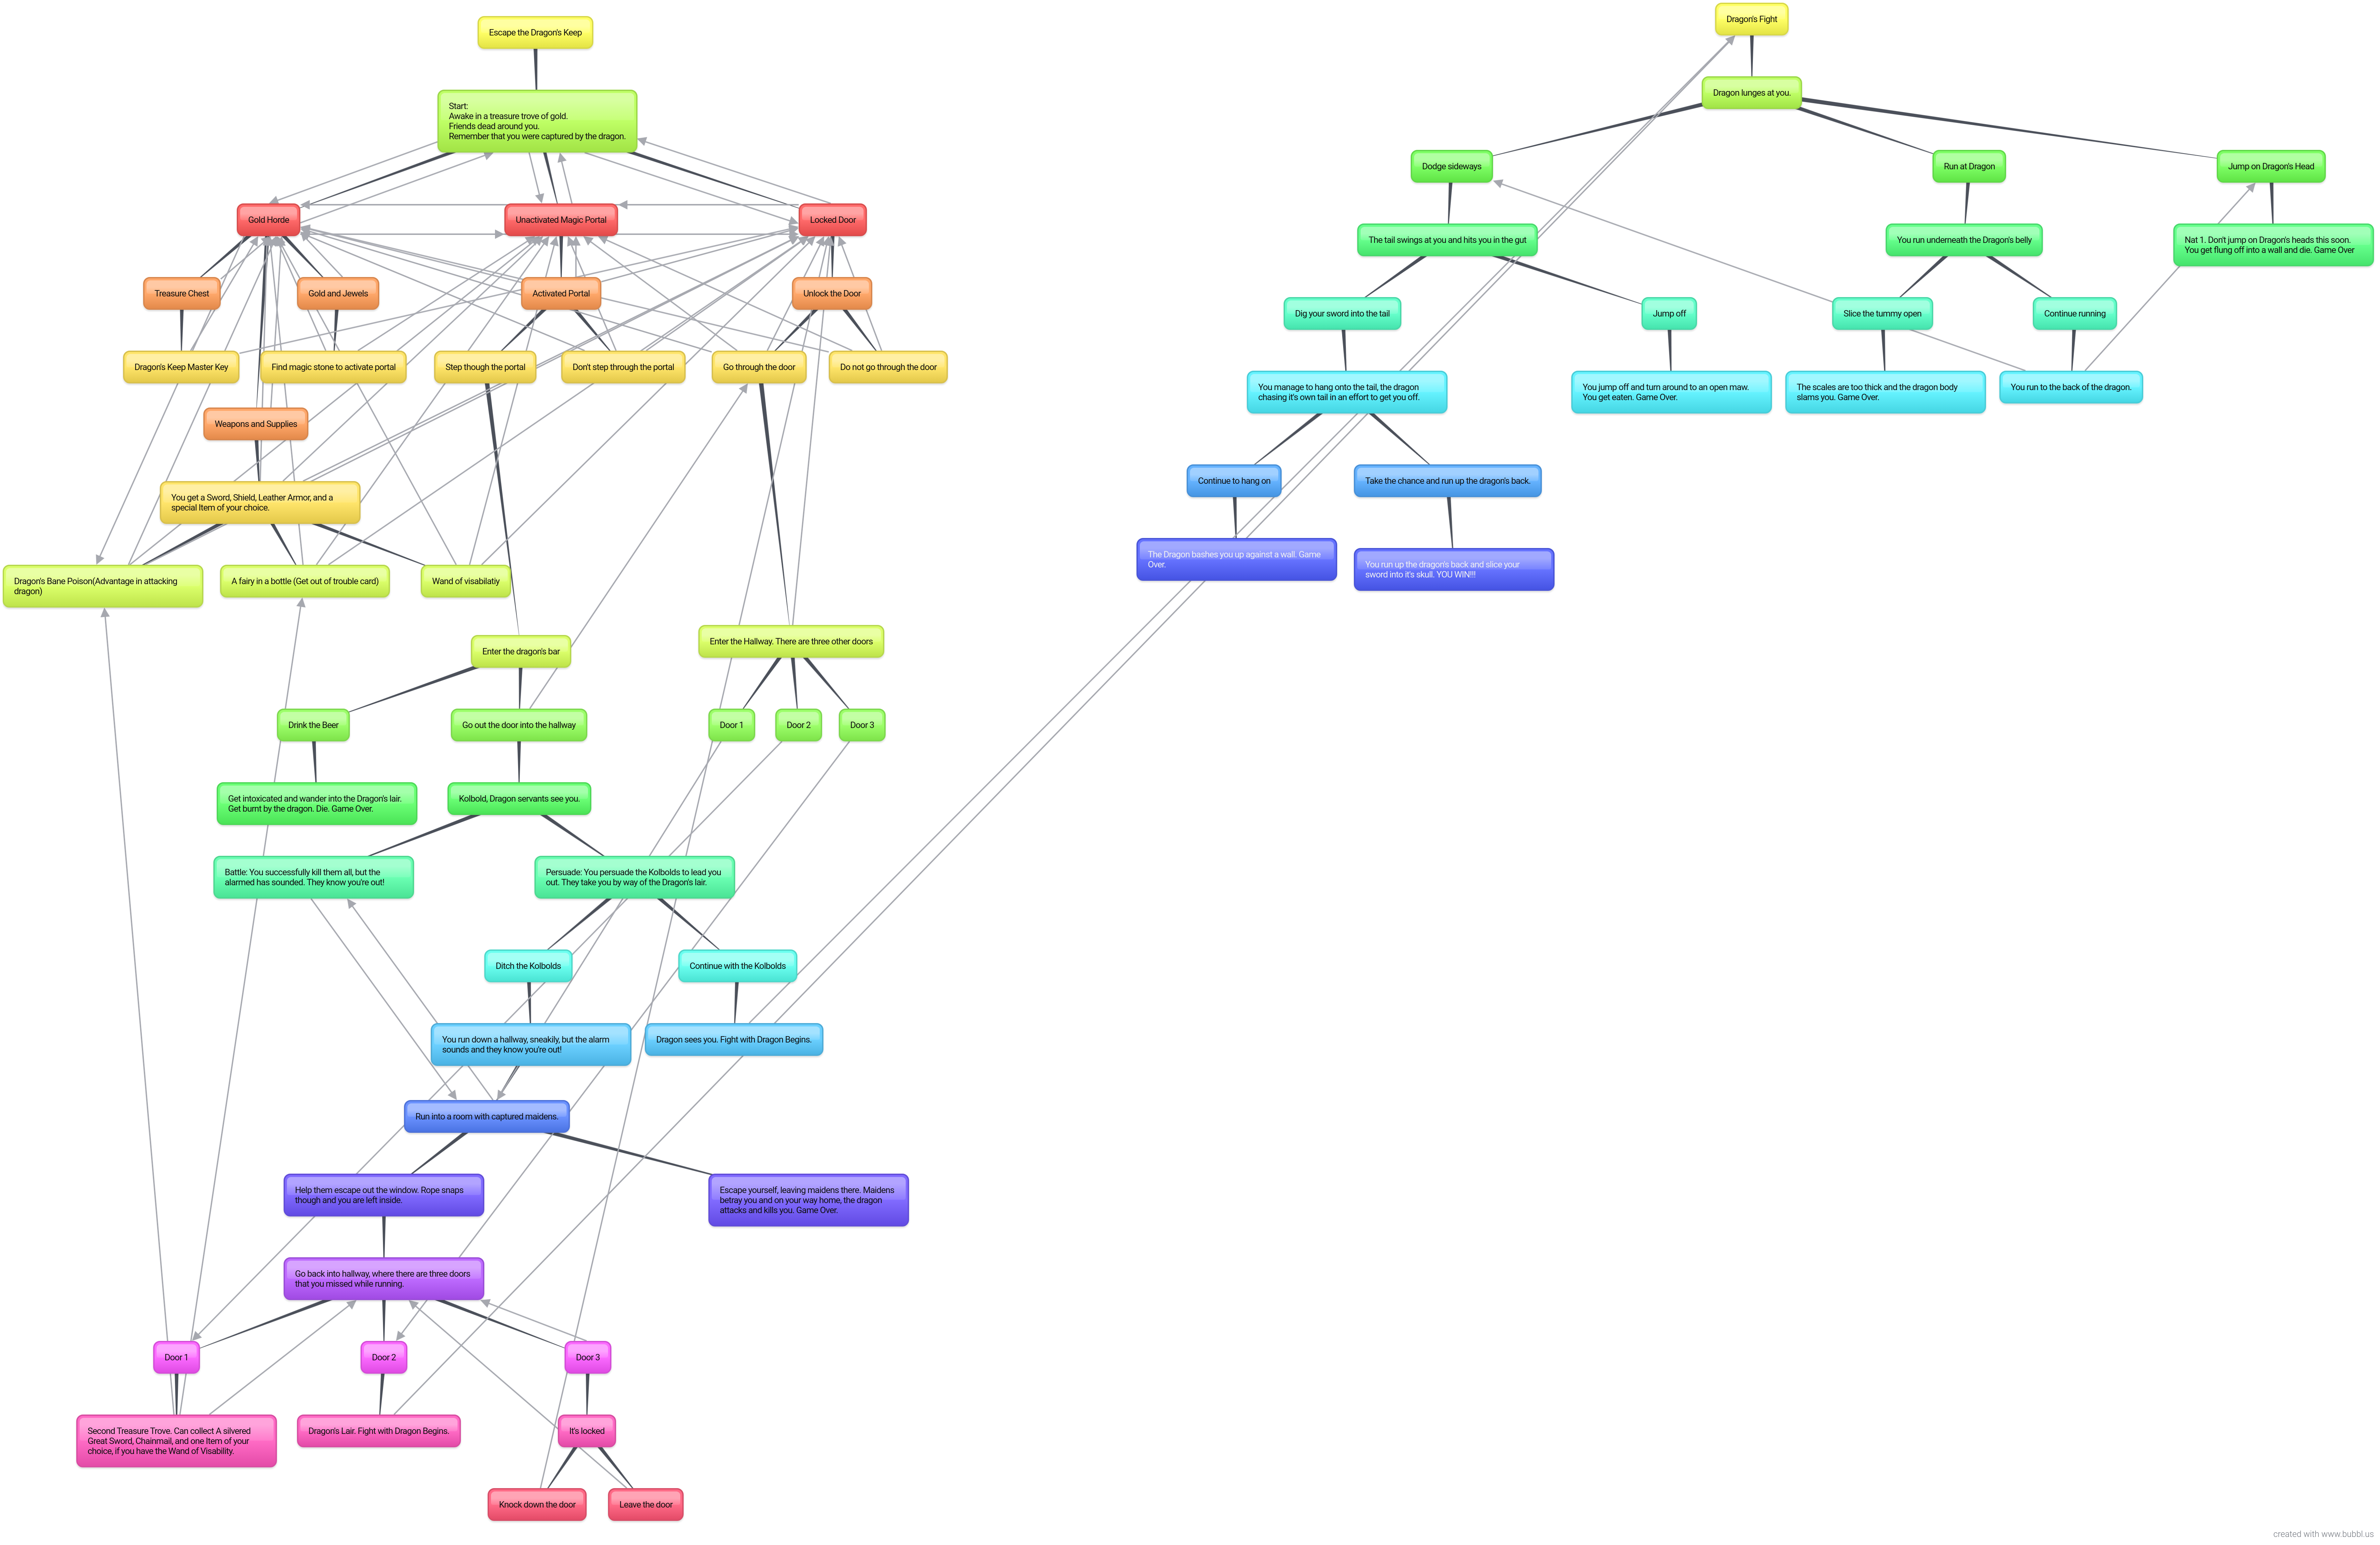 Escape the Dragon's Keep
Start:
Awake in a treasure trove of gold.
Friends dead around you.
Remember that you were captured by the dragon.
Gold Horde
Unactivated Magic Portal
Locked Door
Treasure Chest
Gold and Jewels
Activated Portal
Unlock the Door
Dragon's Keep Master Key
Find magic stone to activate portal
Step though the portal
Don't step through the portal
Go through the door
Do not go through the door
Weapons and Supplies
You get a Sword, Shield, Leather Armor, and a
special Item of your choice.
Dragon's Bane Poison(Advantage in attacking
dragon)
A fairy in a bottle (Get out of trouble card)
Wand of visabilatiy
Enter the dragon's bar
Enter the Hallway. There are three other doors
Drink the Beer
Go out the door into the hallway
Door 1
Door 2
Door 3
Get intoxicated and wander into the Dragon's lair.
Get burnt by the dragon. Die. Game Over.
Kolbold, Dragon servants see you.
Battle: You successfully kill them all, but the
alarmed has sounded. They know you're out!
Persuade: You persuade the Kolbolds to lead you
out. They take you by way of the Dragon's lair.
Ditch the Kolbolds
Continue with the Kolbolds
You run down a hallway, sneakily, but the alarm
sounds and they know you're out!
Dragon sees you. Fight with Dragon Begins.
Run into a room with captured maidens.
Help them escape out the window. Rope snaps
though and you are left inside.
Escape yourself, leaving maidens there. Maidens
betray you and on your way home, the dragon
attacks and kills you. Game Over.
Go back into hallway, where there are three doors
that you missed while running.
Door 1
Door 2
Door 3
Second Treasure Trove. Can collect A silvered
Great Sword, Chainmail, and one Item of your
choice, if you have the Wand of Visability.
Dragon's Lair. Fight with Dragon Begins.
It's locked
Knock down the door
Leave the door
Dragon's Fight
Dragon lunges at you.
Dodge sideways
Run at Dragon
Jump on Dragon's Head
The tail swings at you and hits you in the gut
You run underneath the Dragon's belly
Nat 1. Don't jump on Dragon's heads this soon.
You get flung off into a wall and die. Game Over
Dig your sword into the tail
Jump off
Slice the tummy open
Continue running
You manage to hang onto the tail, the dragon
chasing it's own tail in an effort to get you off.
You jump off and turn around to an open maw.
You get eaten. Game Over.
The scales are too thick and the dragon body
slams you. Game Over.
You run to the back of the dragon.
Continue to hang on
Take the chance and run up the dragon's back.
The Dragon bashes you up against a wall. Game
Over.
You run up the dragon's back and slice your
sword into it's skull. YOU WIN!!!
created with www.bubbl.us